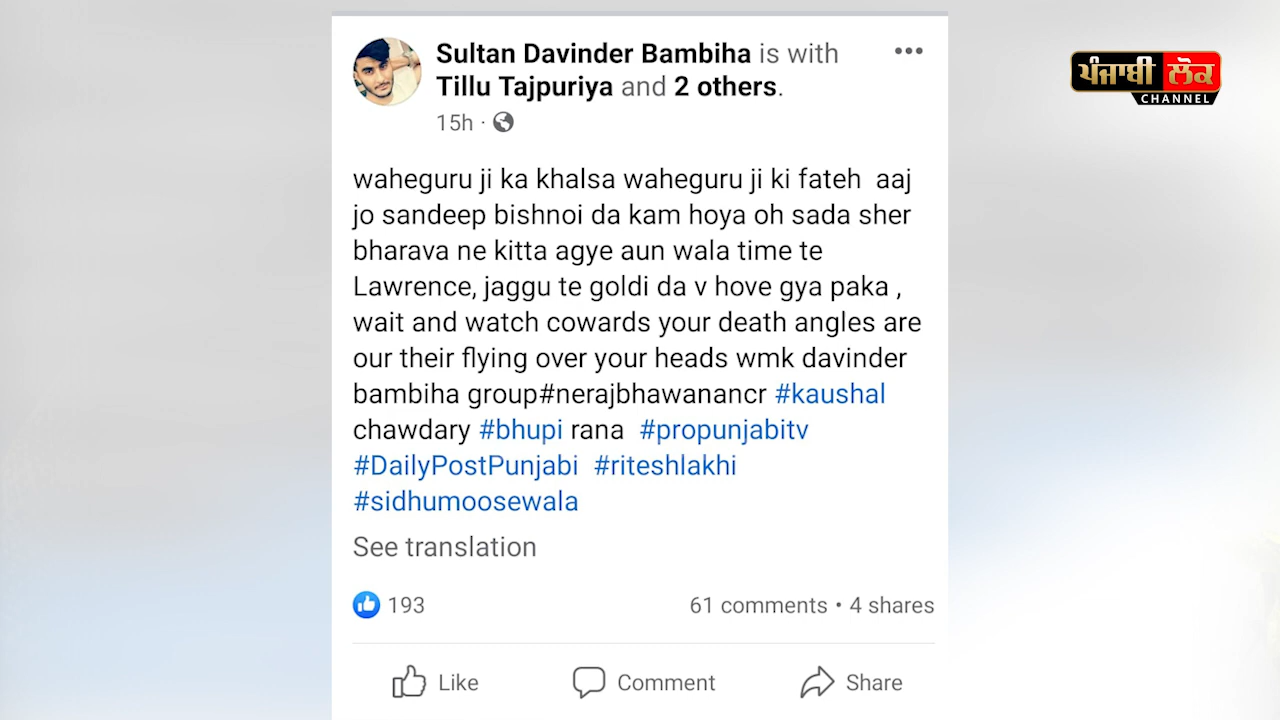 Sultan Davinder Bambiha is with
Tillu Tajpuriya and 2 others.
15h ·
ਪੰਜਾਬੀ ਲੋਕ
CHANNEL
waheguru ji ka khalsa waheguru ji ki fateh aaj
jo sandeep bishnoi da kam hoya oh sada sher
bharava ne kitta agye aun wala time te
Lawrence, jaggu te goldi da v hove gya paka ,
wait and watch cowards your death angles are
our their flying over your heads wmk davinder
bambiha group#nerajbhawanancr #kaushal
chawdary #bhupi rana #propunjabitv
#DailyPostPunjabi #riteshlakhi
#sidhumoosewala
See translation
193
61 comments • 4 shares
Like Comment Share